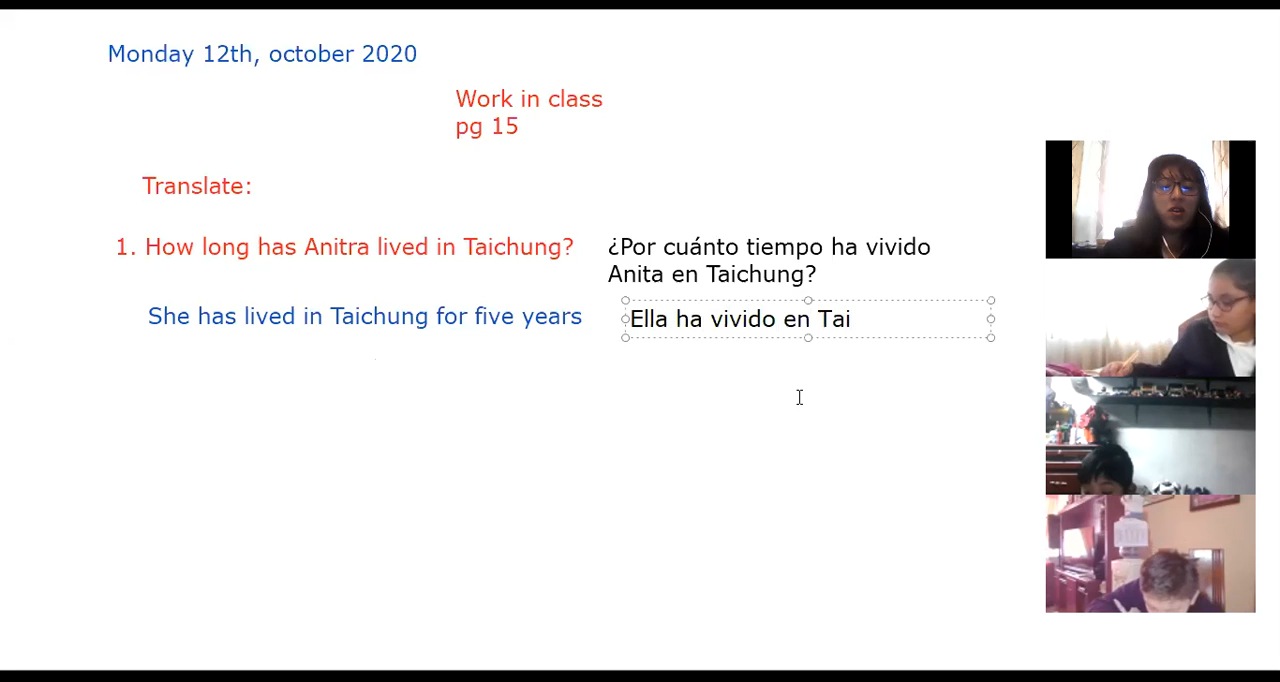 Monday 12th, october 2020
Work in class
pg 15
Translate:
1. How long has Anitra lived in Taichung?
¿Por cuánto tiempo ha vivido
Anita en Taichung?
She has lived in Taichung for five years
Ella ha vivido en Tai